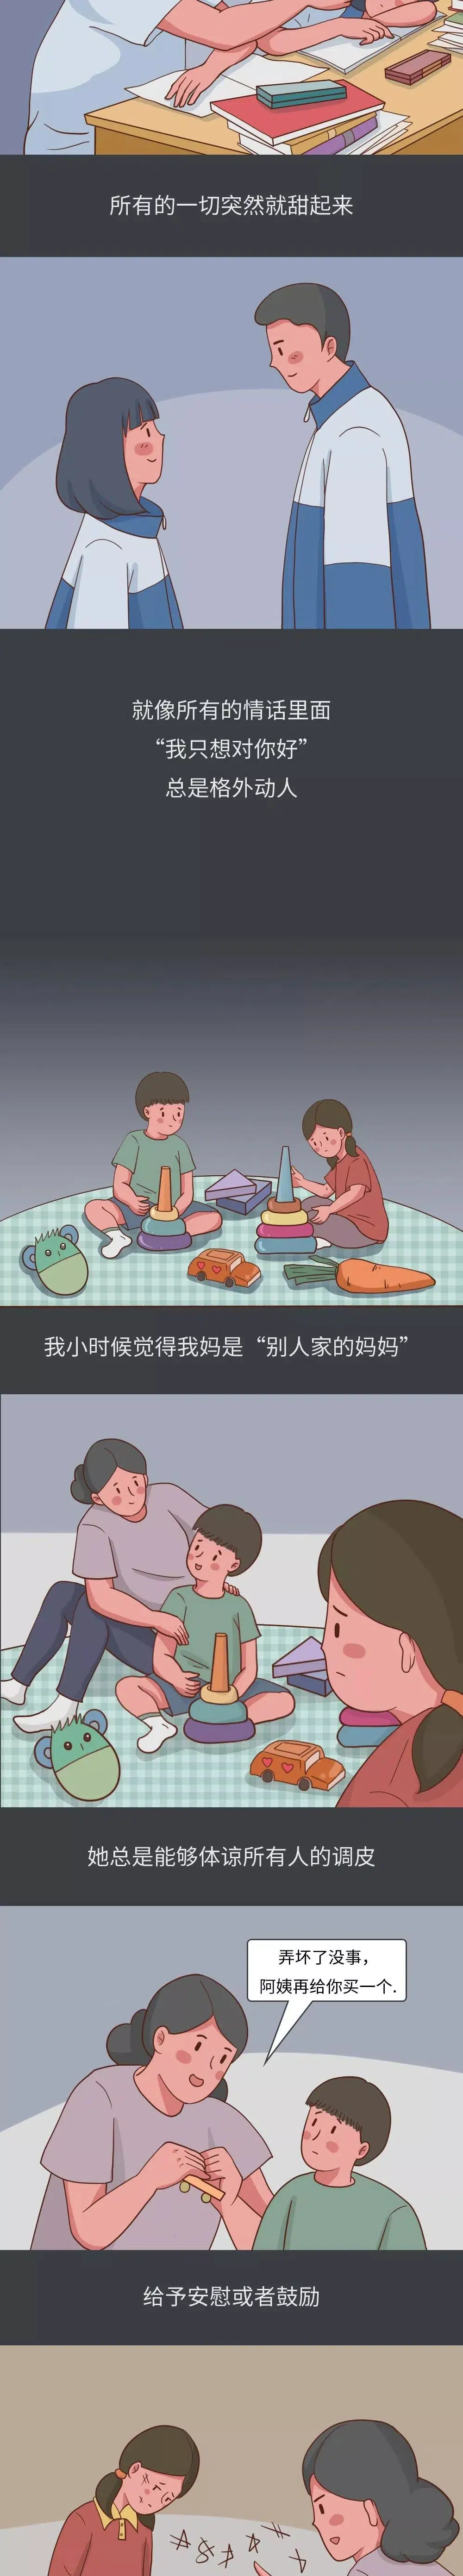 所有的一切突然就甜起来
就像所有的情话里面
“我只想对你好”
总是格外动人
我小时候觉得我妈是“别人家的妈妈”
她总是能够体谅所有人的调皮
弄坏了没事，
阿姨再给你买一个.
给予安慰或者鼓励